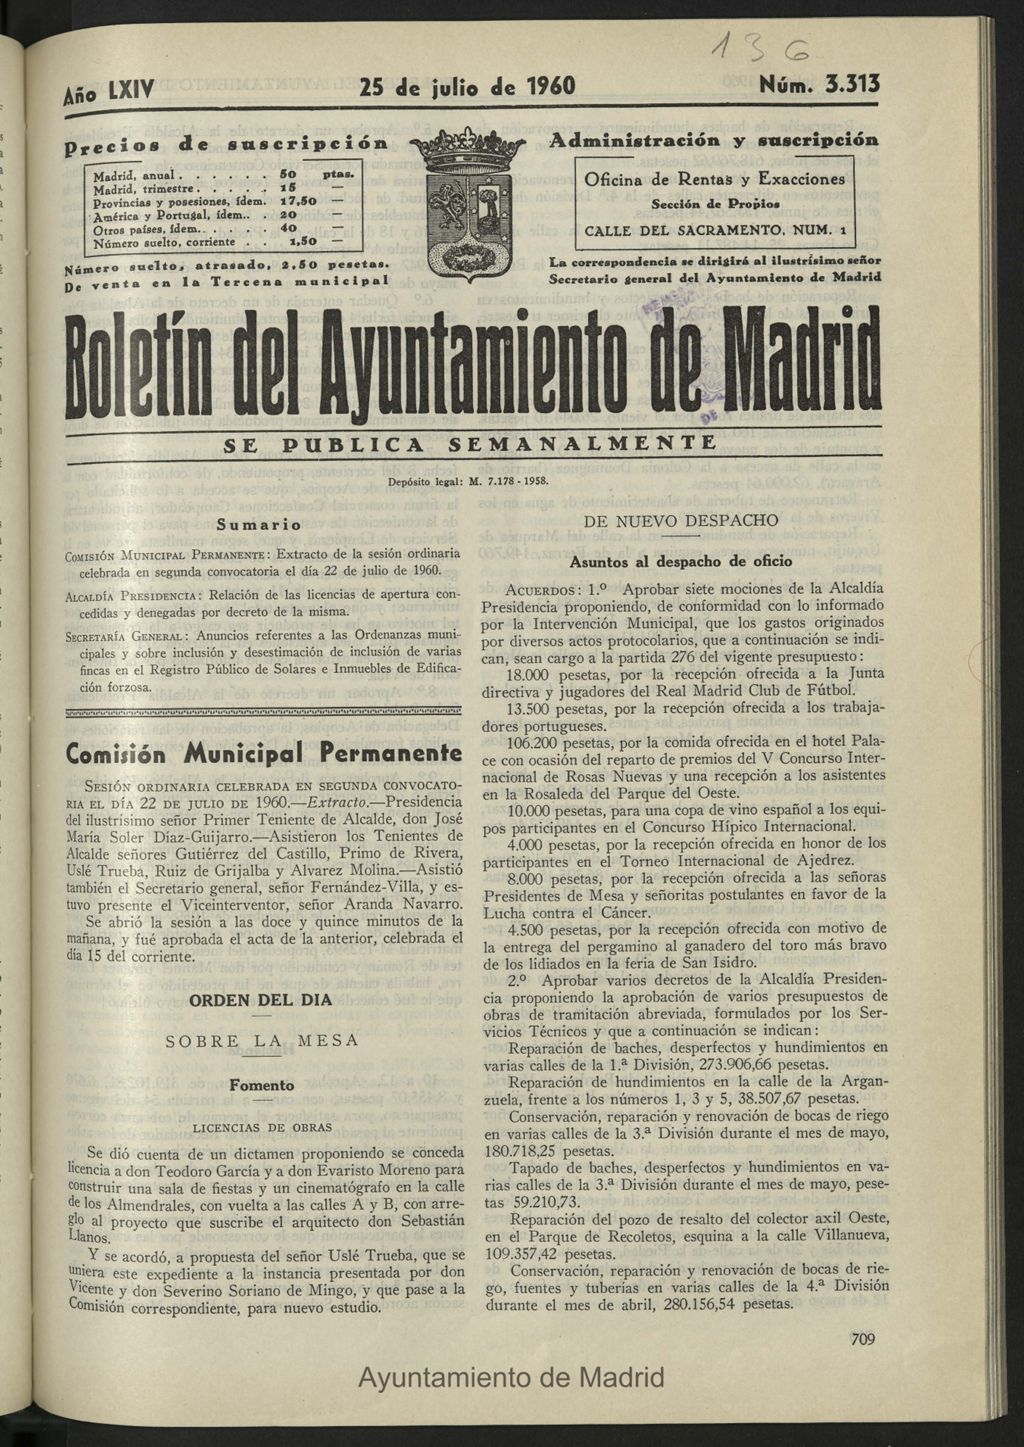 136
Año LXIV 25 de julio de 1960 Núm. 3.313
Precios de suscripción
Madrid, anual . . . . . . 50 ptas.
Madrid, trimestre . . . . . 15 —
Provincias y posesiones, ídem. 17,50 —
América y Portugal, ídem. . . 20 —
Otros países, ídem. . . . . . 40 —
Número suelto, corriente . . 1,50 —
Número suelto, atrasado, 2,50 pesetas.
De venta en la Tercena municipal
Administración y suscripción
Oficina de Rentas y Exacciones
Sección de Propios
CALLE DEL SACRAMENTO, NUM. 1
La correspondencia se dirigirá al ilustrísimo señor
Secretario general del Ayuntamiento de Madrid
Boletín del Ayuntamiento de Madrid
SE PUBLICA SEMANALMENTE
Depósito legal: M. 7.178 - 1958.
Sumario
COMISIÓN MUNICIPAL PERMANENTE: Extracto de la sesión ordinaria
celebrada en segunda convocatoria el día 22 de julio de 1960.
ALCALDÍA PRESIDENCIA: Relación de las licencias de apertura con-
cedidas y denegadas por decreto de la misma.
SECRETARÍA GENERAL: Anuncios referentes a las Ordenanzas muni-
cipales y sobre inclusión y desestimación de inclusión de varias
fincas en el Registro Público de Solares e Inmuebles de Edifica-
ción forzosa.
Comisión Municipal Permanente
SESIÓN ORDINARIA CELEBRADA EN SEGUNDA CONVOCATO-
RIA EL DÍA 22 DE JULIO DE 1960.—Extracto.—Presidencia
del ilustrísimo señor Primer Teniente de Alcalde, don José
María Soler Díaz-Guijarro.—Asistieron los Tenientes de
Alcalde señores Gutiérrez del Castillo, Primo de Rivera,
Uslé Trueba, Ruiz de Grijalba y Alvarez Molina.—Asistió
también el Secretario general, señor Fernández-Villa, y es-
tuvo presente el Viceinterventor, señor Aranda Navarro.
Se abrió la sesión a las doce y quince minutos de la
mañana, y fué aprobada el acta de la anterior, celebrada el
día 15 del corriente.
ORDEN DEL DIA
SOBRE LA MESA
Fomento
LICENCIAS DE OBRAS
Se dió cuenta de un dictamen proponiendo se conceda
licencia a don Teodoro García y a don Evaristo Moreno para
construir una sala de fiestas y un cinematógrafo en la calle
de los Almendrales, con vuelta a las calles A y B, con arre-
glo al proyecto que suscribe el arquitecto don Sebastián
Llanos.
Y se acordó, a propuesta del señor Uslé Trueba, que se
uniera este expediente a la instancia presentada por don
Vicente y don Severino Soriano de Mingo, y que pase a la
Comisión correspondiente, para nuevo estudio.
DE NUEVO DESPACHO
Asuntos al despacho de oficio
ACUERDOS: 1.º Aprobar siete mociones de la Alcaldía
Presidencia proponiendo, de conformidad con lo informado
por la Intervención Municipal, que los gastos originados
por diversos actos protocolarios, que a continuación se indi-
can, sean cargo a la partida 276 del vigente presupuesto:
18.000 pesetas, por la recepción ofrecida a la Junta
directiva y jugadores del Real Madrid Club de Fútbol.
13.500 pesetas, por la recepción ofrecida a los trabaja-
dores portugueses.
106.200 pesetas, por la comida ofrecida en el hotel Pala-
ce con ocasión del reparto de premios del V Concurso Inter-
nacional de Rosas Nuevas y una recepción a los asistentes
en la Rosaleda del Parque del Oeste.
10.000 pesetas, para una copa de vino español a los equi-
pos participantes en el Concurso Hípico Internacional.
4.000 pesetas, por la recepción ofrecida en honor de los
participantes en el Torneo Internacional de Ajedrez.
8.000 pesetas, por la recepción ofrecida a las señoras
Presidentes de Mesa y señoritas postulantes en favor de la
Lucha contra el Cáncer.
4.500 pesetas, por la recepción ofrecida con motivo de
la entrega del pergamino al ganadero del toro más bravo
de los lidiados en la feria de San Isidro.
2.º Aprobar varios decretos de la Alcaldía Presiden-
cia proponiendo la aprobación de varios presupuestos de
obras de tramitación abreviada, formulados por los Ser-
vicios Técnicos y que a continuación se indican:
Reparación de baches, desperfectos y hundimientos en
varias calles de la 1.ª División, 273.906,66 pesetas.
Reparación de hundimientos en la calle de la Argan-
zuela, frente a los números 1, 3 y 5, 38.507,67 pesetas.
Conservación, reparación y renovación de bocas de riego
en varias calles de la 3.ª División durante el mes de mayo,
180.718,25 pesetas.
Tapado de baches, desperfectos y hundimientos en va-
rias calles de la 3.ª División durante el mes de mayo, pese-
tas 59.210,73.
Reparación del pozo de resalto del colector axil Oeste,
en el Parque de Recoletos, esquina a la calle Villanueva,
109.357,42 pesetas.
Conservación, reparación y renovación de bocas de rie-
go, fuentes y tuberías en varias calles de la 4.ª División
durante el mes de abril, 280.156,54 pesetas.
709
Ayuntamiento de Madrid